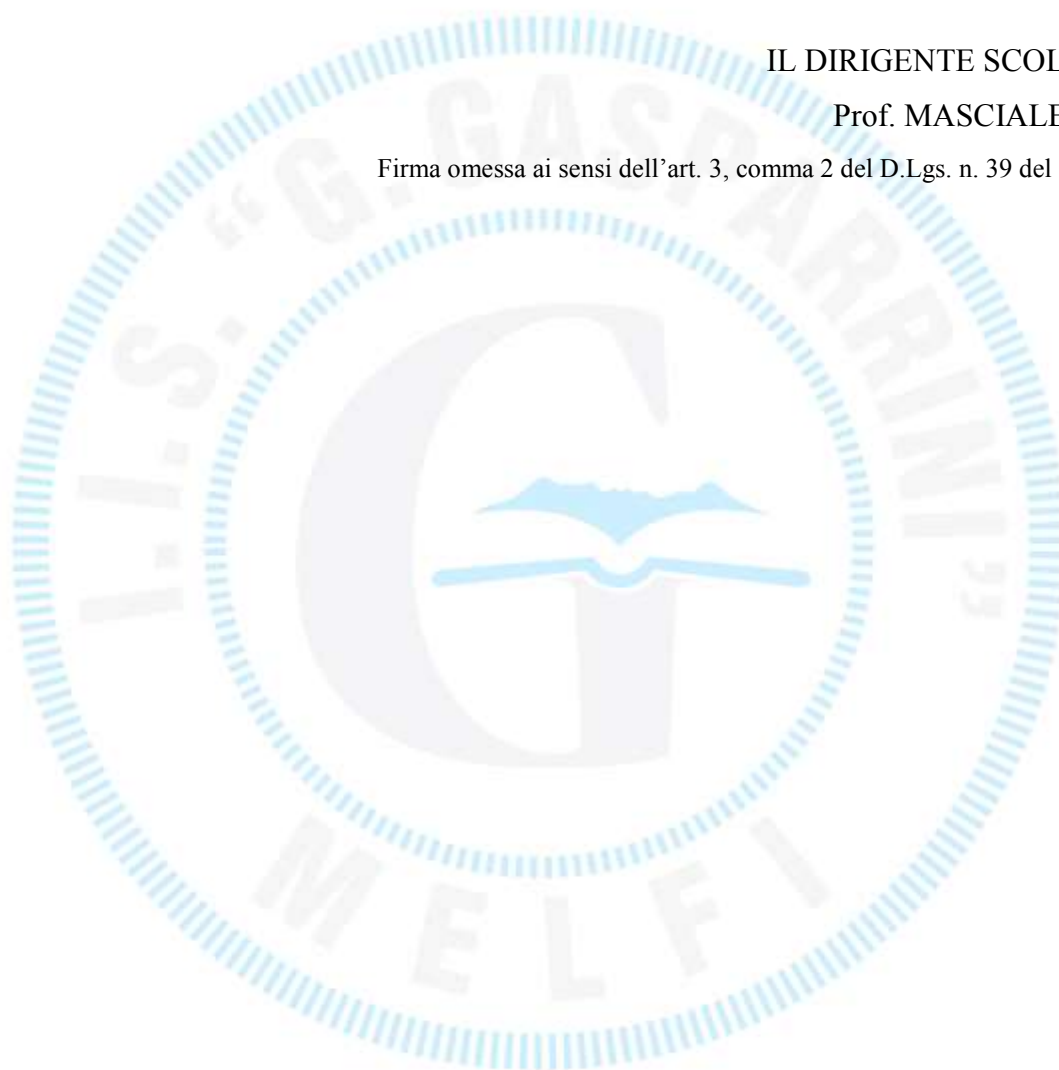 IL DIRIGENTE SCOL
Prof. MASCIALE
Firma omessa ai sensi dell’art. 3, comma 2 del D.Lgs. n. 39 del
I.I.S. “G. GASPARRINI”
G
MELFI